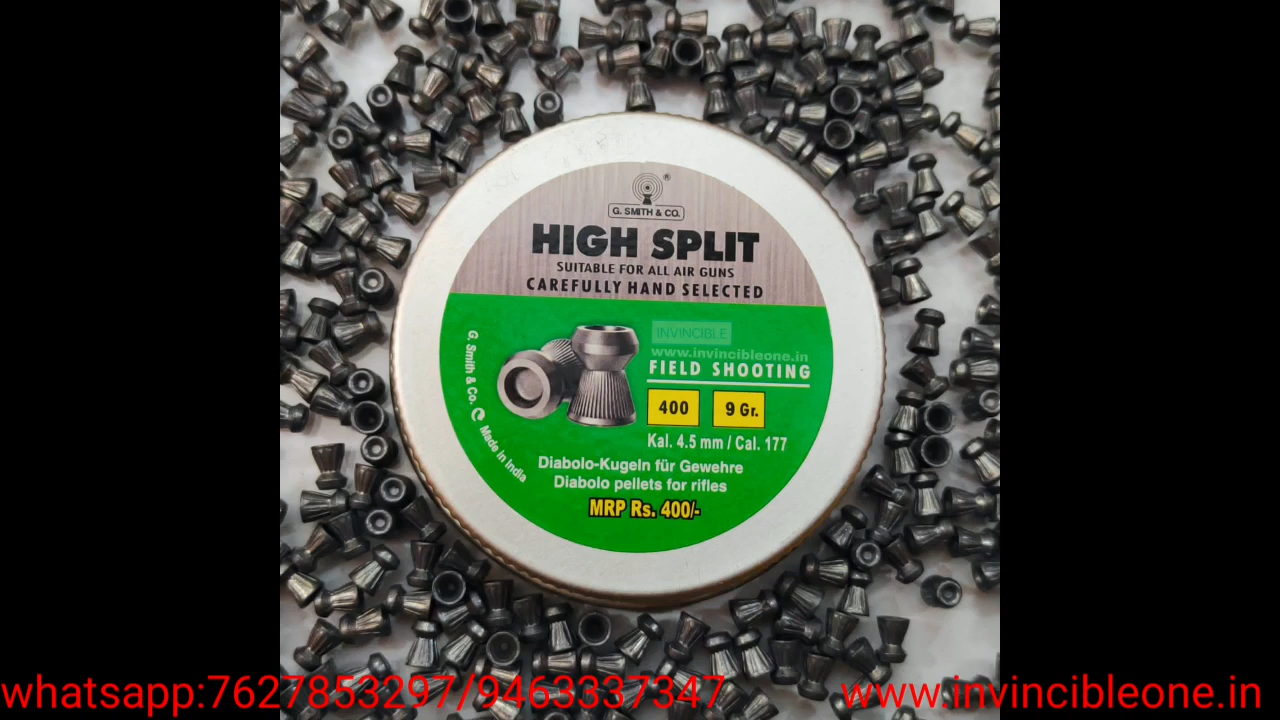 ®
G. SMITH & CO.
HIGH SPLIT
SUITABLE FOR ALL AIR GUNS
CAREFULLY HAND SELECTED
INVINCIBLE
www.invincibleone.in
FIELD SHOOTING
400 9 Gr.
Kal. 4.5 mm / Cal. 177
G. Smith & Co. Made in India
Diabolo-Kugeln für Gewehre
Diabolo pellets for rifles
MRP Rs. 400/-
whatsapp:7627853297/9463337347 www.invincibleone.in